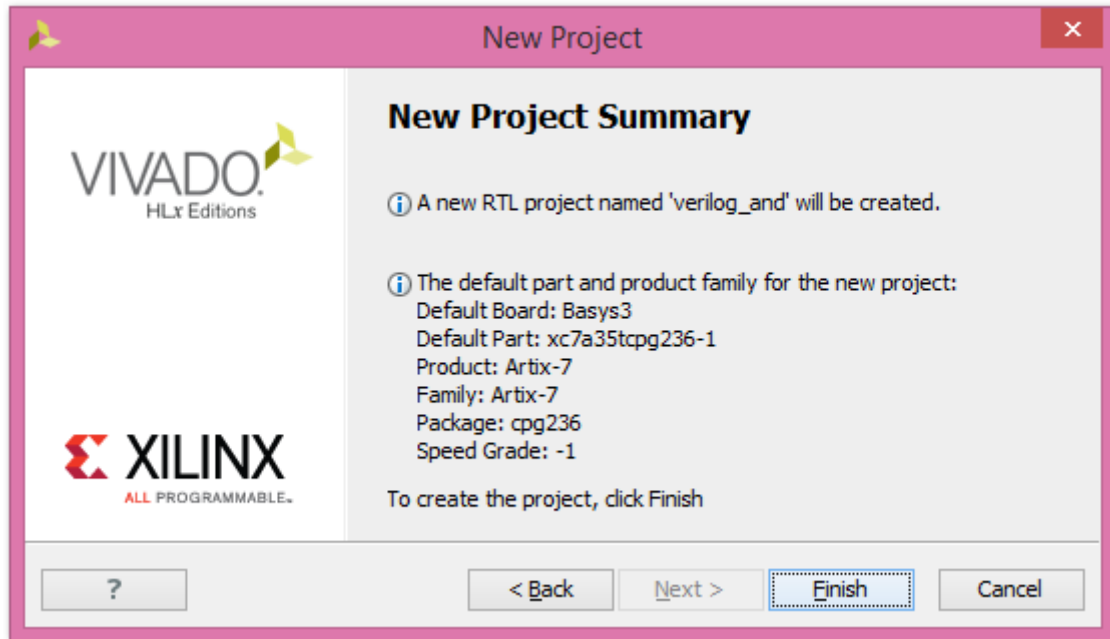 New Project
VIVADO.
HLx Editions
New Project Summary
A new RTL project named 'verilog_and' will be created.
The default part and product family for the new project:
Default Board: Basys3
Default Part: xc7a35tcpg236-1
Product: Artix-7
Family: Artix-7
Package: cpg236
Speed Grade: -1
XILINX
ALL PROGRAMMABLE™
To create the project, click Finish
?
< Back
Next >
Finish
Cancel